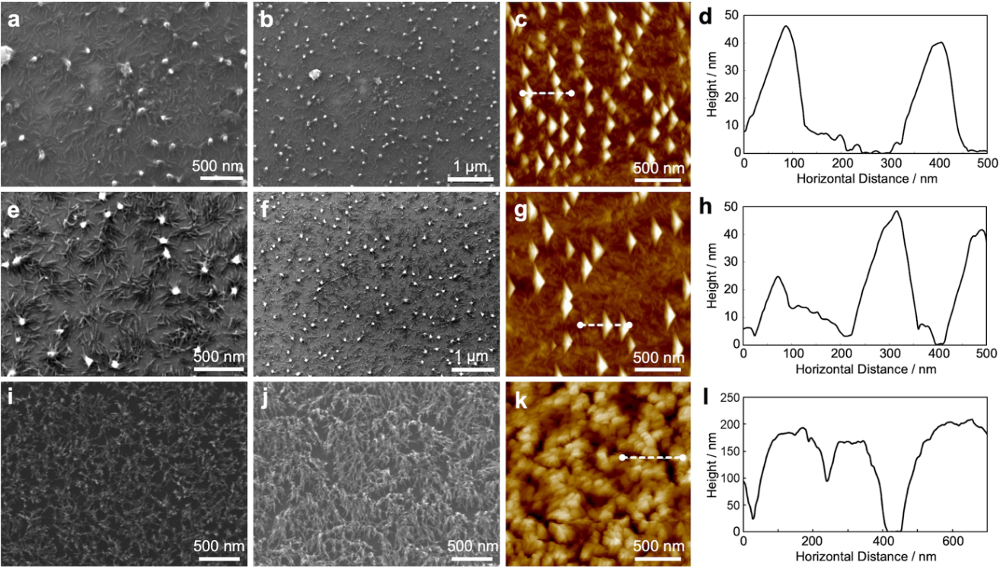 a
500 nm
b
1 µm
c
500 nm
d
50
40
30
20
10
0
Height / nm
0 100 200 300 400 500
Horizontal Distance / nm
e
500 nm
f
1 µm
g
500 nm
h
50
40
30
20
10
0
Height / nm
0 100 200 300 400 500
Horizontal Distance / nm
i
500 nm
j
500 nm
k
500 nm
l
250
200
150
100
50
0
Height / nm
0 200 400 600
Horizontal Distance / nm